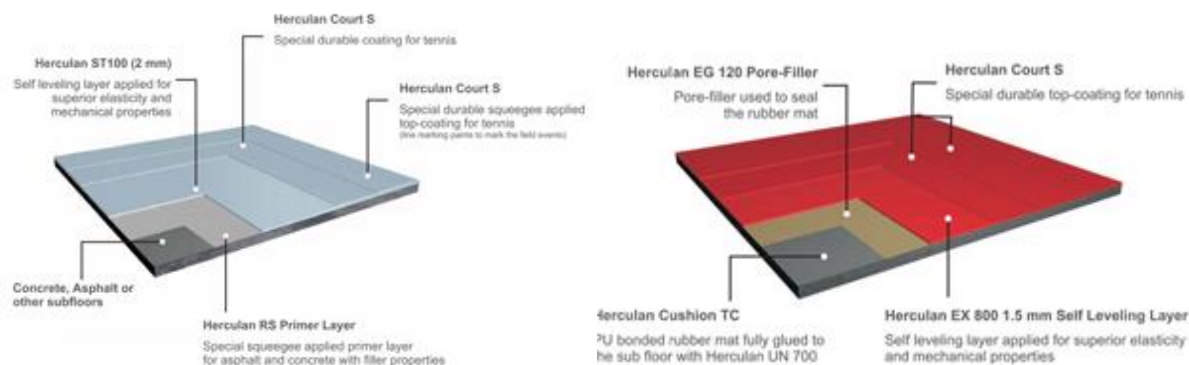 Herculan Court S
Special durable coating for tennis
Herculan ST100 (2 mm)
Self leveling layer applied for
superior elasticity and
mechanical properties
Herculan Court S
Special durable squeegee applied
top-coating for tennis
(line marking paints to mark the field events)
Concrete, Asphalt or
other subfloors
Herculan RS Primer Layer
Special squeegee applied primer layer
for asphalt and concrete with filler properties
Herculan EG 120 Pore-Filler
Pore-filler used to seal
the rubber mat
Herculan Court S
Special durable top-coating for tennis
Herculan Cushion TC
PU bonded rubber mat fully glued to
he sub floor with Herculan UN 700
Herculan EX 800 1.5 mm Self Leveling Layer
Self leveling layer applied for superior elasticity
and mechanical properties